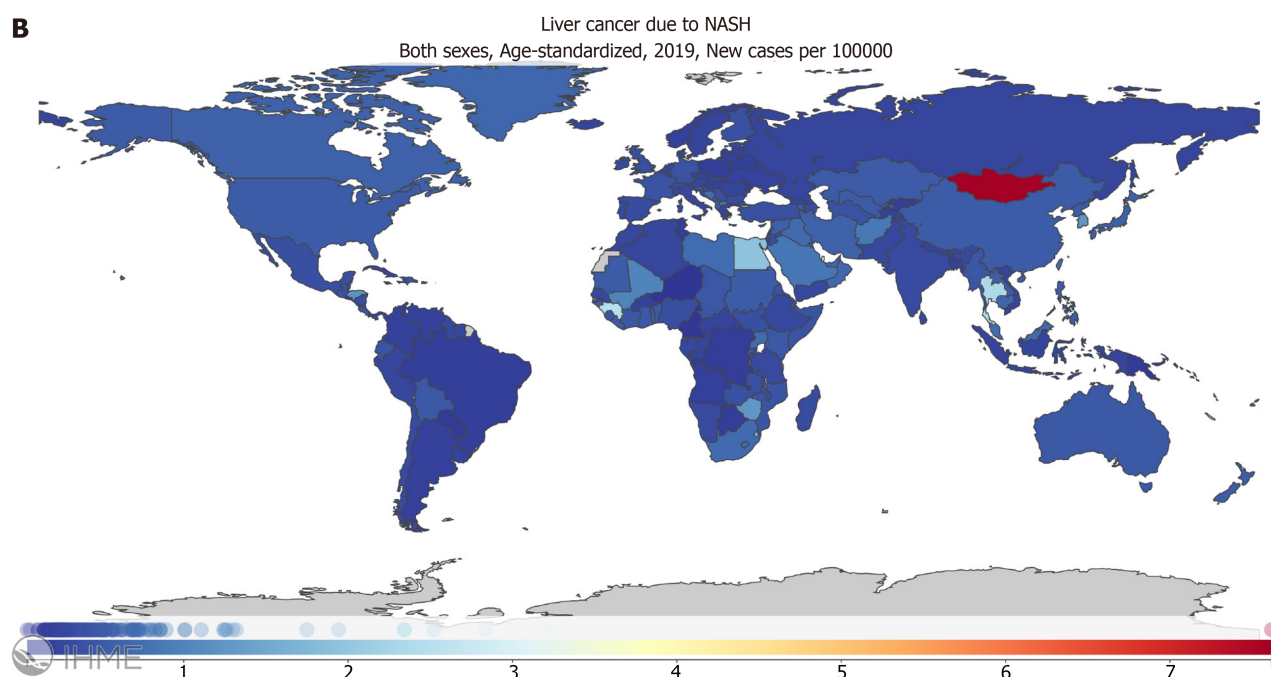 B
Liver cancer due to NASH
Both sexes, Age-standardized, 2019, New cases per 100000
IHME
1 2 3 4 5 6 7